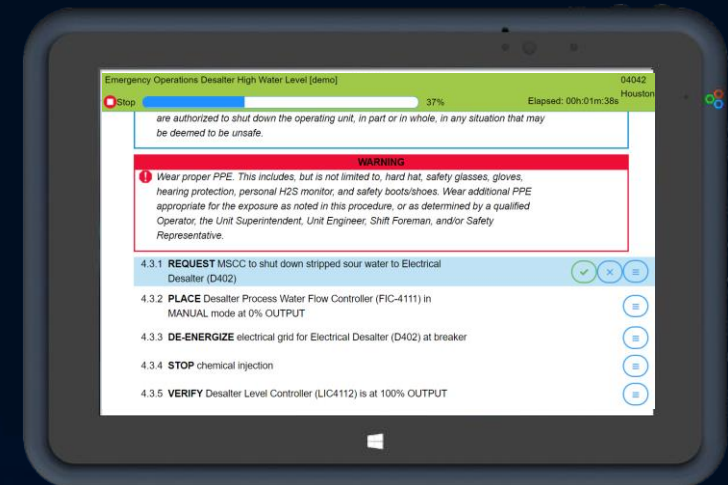 Emergency Operations Desalter High Water Level [demo] 04042
Houston
Stop 37% Elapsed: 00h:01m:38s
are authorized to shut down the operating unit, in part or in whole, in any situation that may
be deemed to be unsafe.
WARNING
Wear proper PPE. This includes, but is not limited to, hard hat, safety glasses, gloves,
hearing protection, personal H2S monitor, and safety boots/shoes. Wear additional PPE
appropriate for the exposure as noted in this procedure, or as determined by a qualified
Operator, the Unit Superintendent, Unit Engineer, Shift Foreman, and/or Safety
Representative.
4.3.1 REQUEST MSCC to shut down stripped sour water to Electrical
Desalter (D402)
4.3.2 PLACE Desalter Process Water Flow Controller (FIC-4111) in
MANUAL mode at 0% OUTPUT
4.3.3 DE-ENERGIZE electrical grid for Electrical Desalter (D402) at breaker
4.3.4 STOP chemical injection
4.3.5 VERIFY Desalter Level Controller (LIC4112) is at 100% OUTPUT